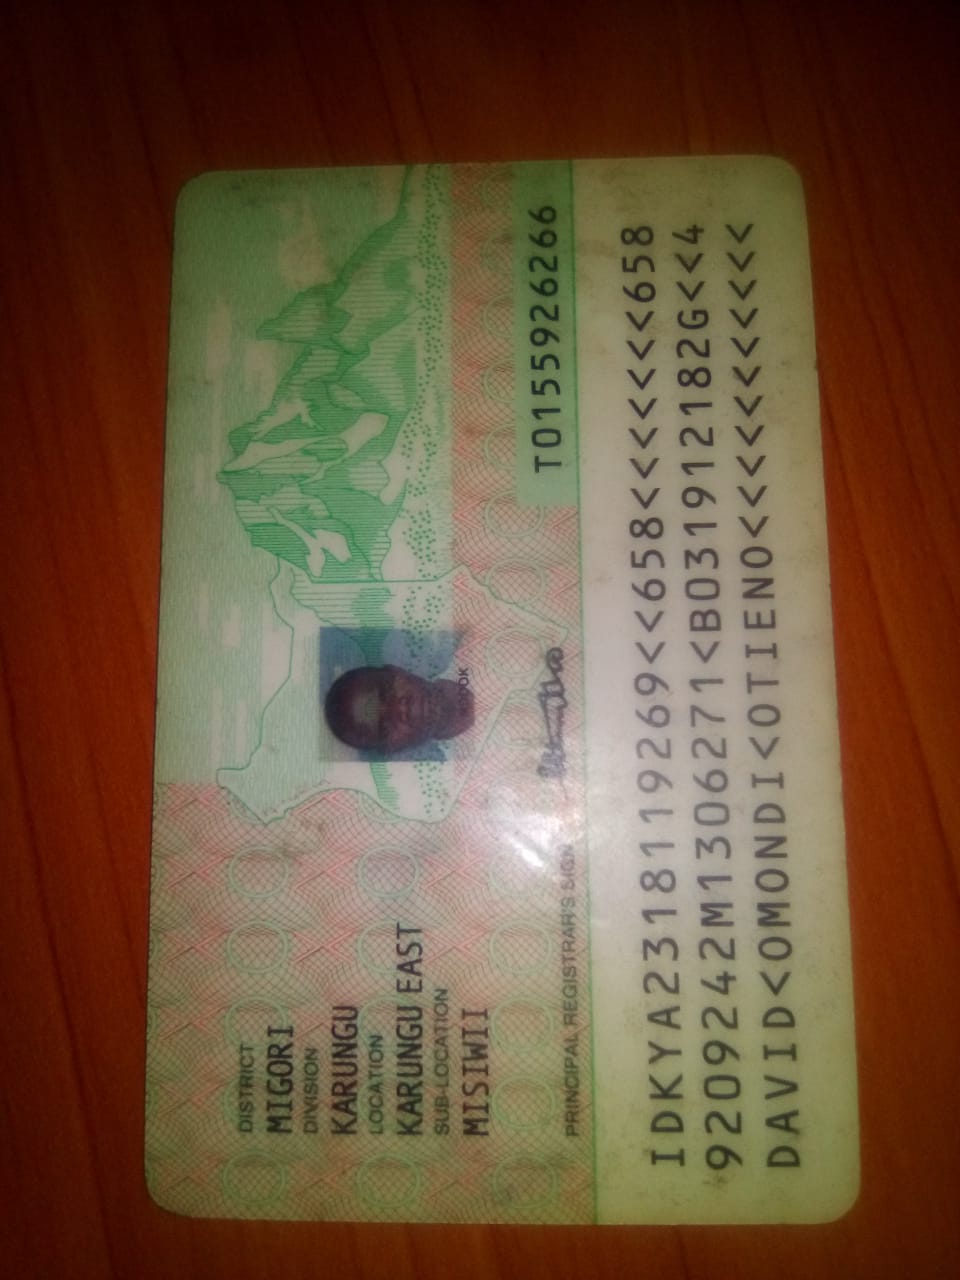 DISTRICT
MIGORI
DIVISION
KARUNGU
LOCATION
KARUNGU EAST
SUB-LOCATION
MISIWII
PRINCIPAL REGISTRAR'S SIGN
T0155926266
IDKYA2318119269<<658<<<<<<<658
9209242M1306271<B031912182G<<4
DAVID<OMONDI<OTIENO<<<<<<<<<<<